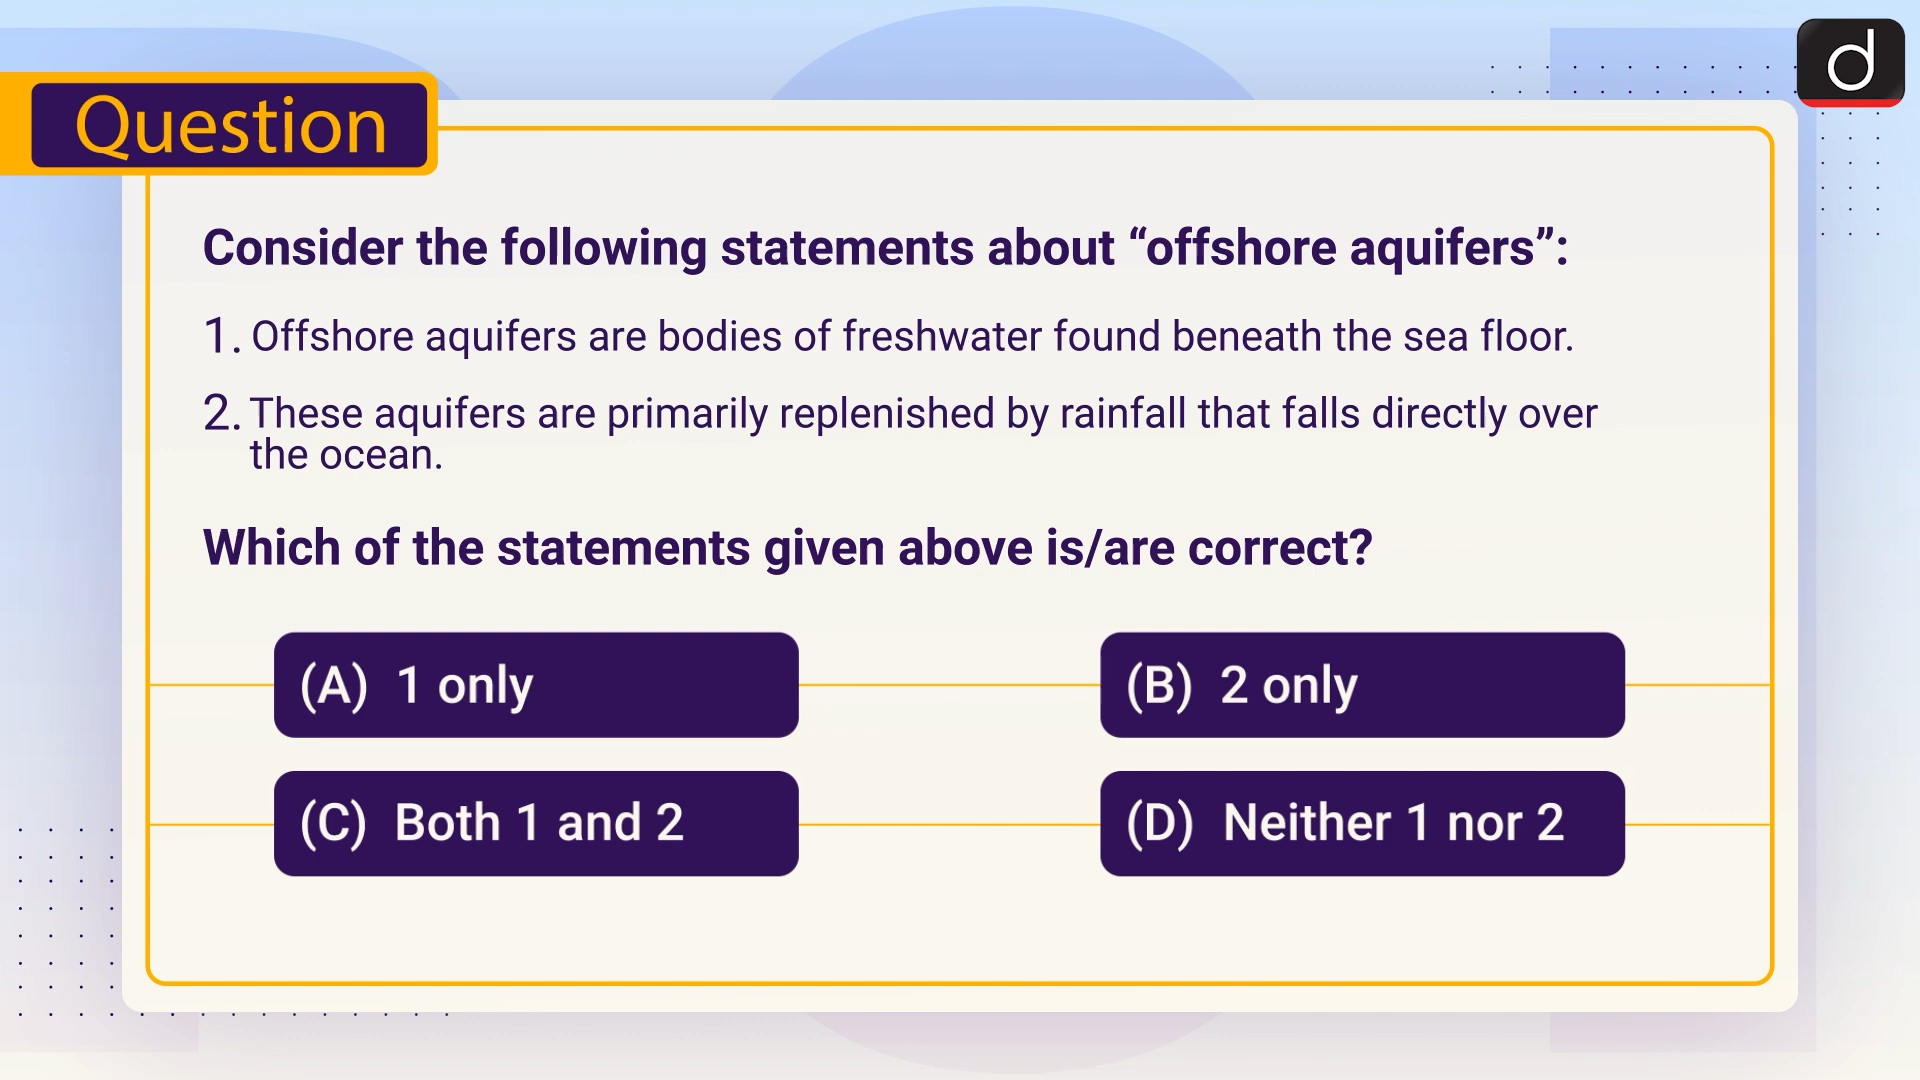 Question
Consider the following statements about “offshore aquifers”:
1. Offshore aquifers are bodies of freshwater found beneath the sea floor.
2. These aquifers are primarily replenished by rainfall that falls directly over
the ocean.
Which of the statements given above is/are correct?
(A) 1 only
(B) 2 only
(C) Both 1 and 2
(D) Neither 1 nor 2
d